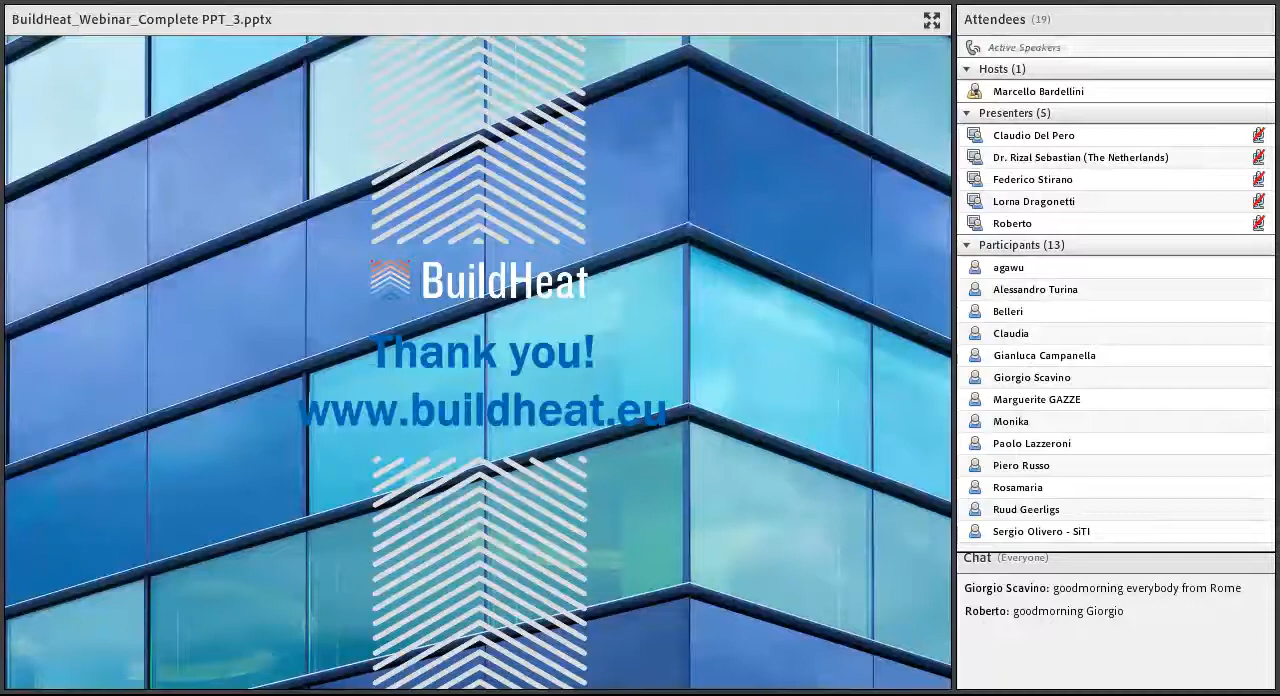 BuildHeat_Webinar_Complete PPT_3.pptx
BuildHeat
Thank you!
www.buildheat.eu
Attendees (19)
Active Speakers
Hosts (1)
Marcello Bardellini
Presenters (5)
Claudio Del Pero
Dr. Rizal Sebastian (The Netherlands)
Federico Stirano
Lorna Dragonetti
Roberto
Participants (13)
agawu
Alessandro Turina
Belleri
Claudia
Gianluca Campanella
Giorgio Scavino
Marguerite GAZZE
Monika
Paolo Lazzeroni
Piero Russo
Rosamaria
Ruud Geerligs
Sergio Olivero - SiTI
Chat (Everyone)
Giorgio Scavino: goodmorning everybody from Rome
Roberto: goodmorning Giorgio